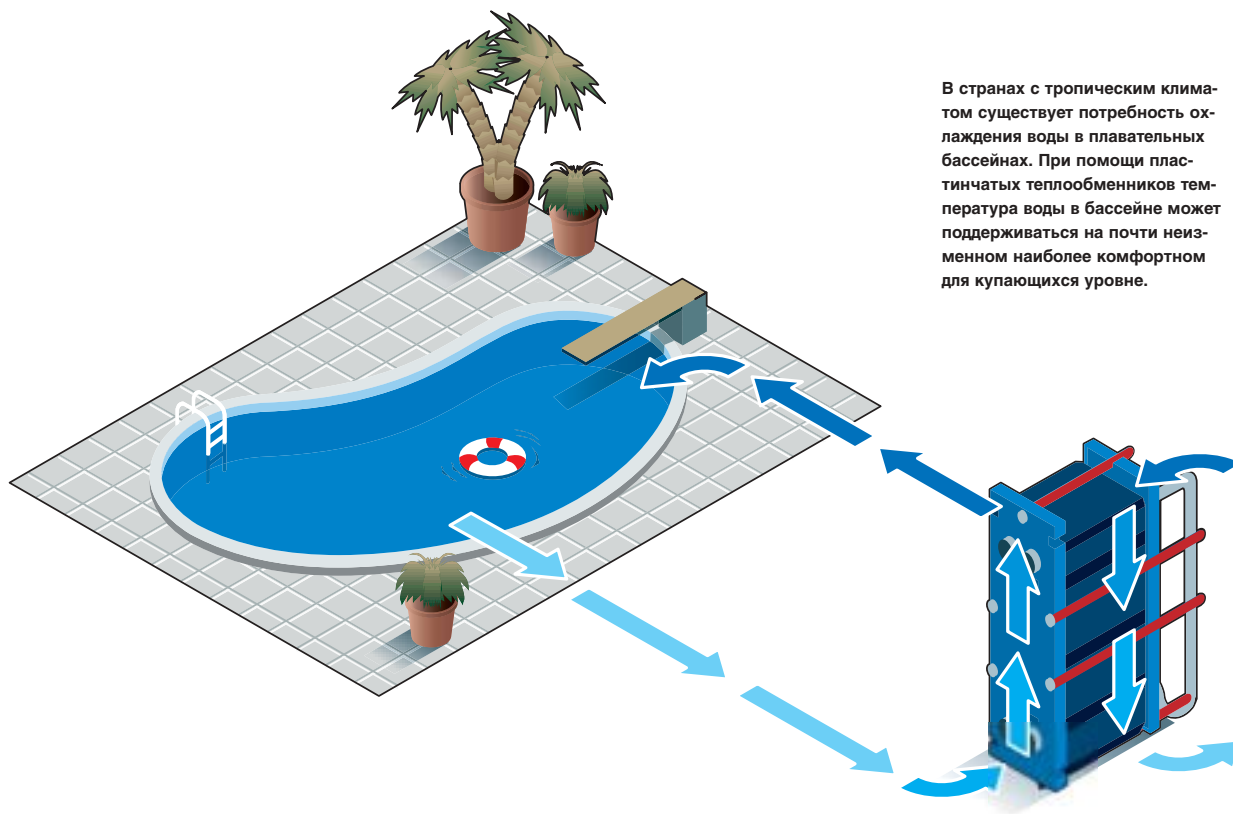 В странах с тропическим клима-
том существует потребность ох-
лаждения воды в плавательных
бассейнах. При помощи плас-
тинчатых теплообменников тем-
пература воды в бассейне может
поддерживаться на почти неиз-
менном наиболее комфортном
для купающихся уровне.